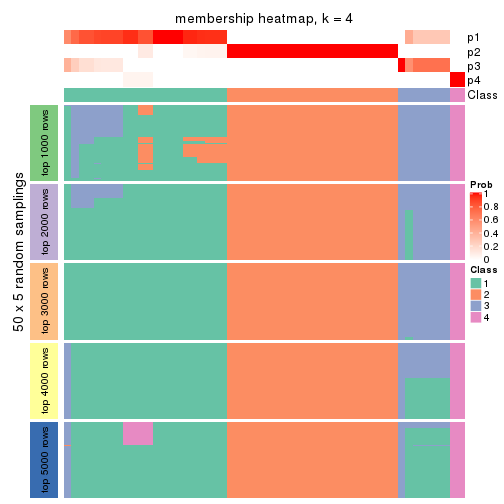 membership heatmap, k = 4
p1
p2
p3
p4
Class
50 x 5 random samplings
top 1000 rows
top 2000 rows
top 3000 rows
top 4000 rows
top 5000 rows
Prob
1
0.8
0.6
0.4
0.2
0
Class
1
2
3
4